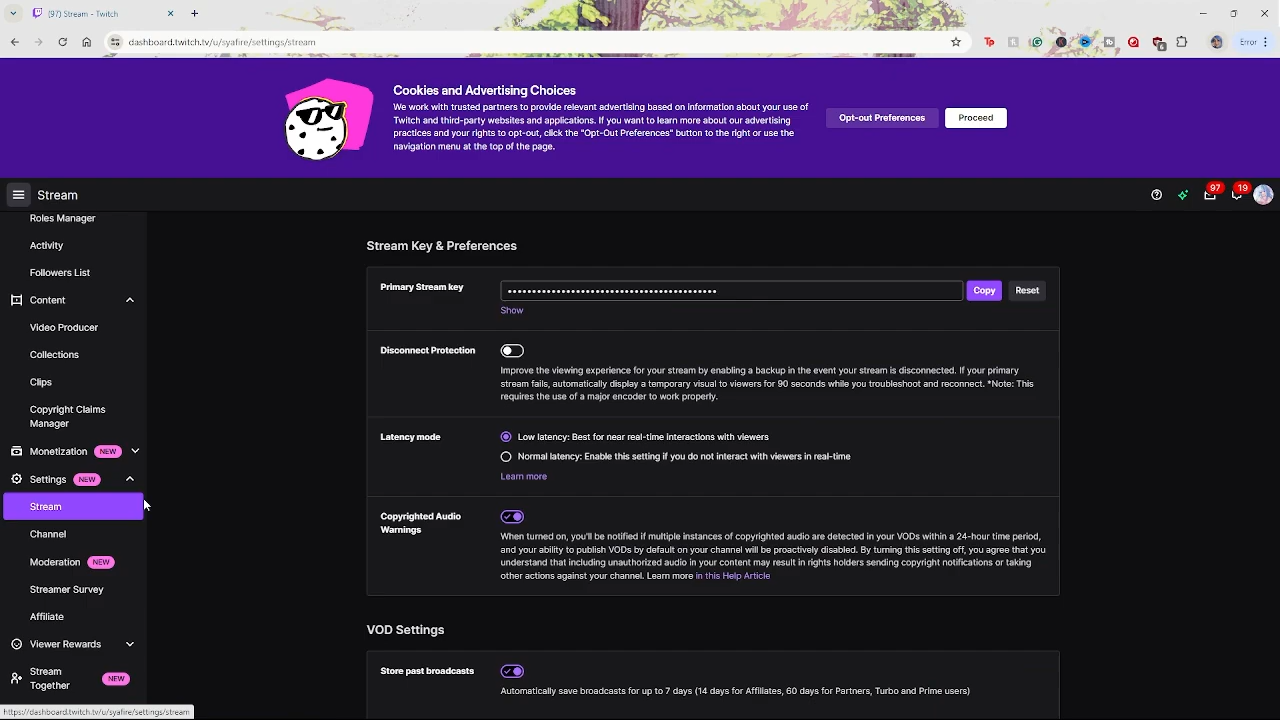 (97) Stream - Twitch
dashboard.twitch.tv/u/syafire/settings/stream
Error
Cookies and Advertising Choices
We work with trusted partners to provide relevant advertising based on information about your use of
Twitch and third-party websites and applications. If you want to learn more about our advertising
practices and your rights to opt-out, click the "Opt-Out Preferences" button to the right or use the
navigation menu at the top of the page.
Opt-out Preferences
Proceed
Stream
97
19
Roles Manager
Activity
Followers List
Content
Video Producer
Collections
Clips
Copyright Claims
Manager
Monetization NEW
Settings NEW
Stream
Channel
Moderation NEW
Streamer Survey
Affiliate
Viewer Rewards
Stream
Together
NEW
https://dashboard.twitch.tv/u/syafire/settings/stream
Stream Key & Preferences
Primary Stream key
Copy
Reset
Show
Disconnect Protection
Improve the viewing experience for your stream by enabling a backup in the event your stream is disconnected. If your primary
stream fails, automatically display a temporary visual to viewers for 90 seconds while you troubleshoot and reconnect. *Note: This
requires the use of a major encoder to work properly.
Latency mode
Low latency: Best for near real-time interactions with viewers
Normal latency: Enable this setting if you do not interact with viewers in real-time
Learn more
Copyrighted Audio
Warnings
When turned on, you'll be notified if multiple instances of copyrighted audio are detected in your VODs within a 24-hour time period,
and your ability to publish VODs by default on your channel will be proactively disabled. By turning this setting off, you agree that you
understand that including unauthorized audio in your content may result in rights holders sending copyright notifications or taking
other actions against your channel. Learn more in this Help Article
VOD Settings
Store past broadcasts
Automatically save broadcasts for up to 7 days (14 days for Affiliates, 60 days for Partners, Turbo and Prime users)